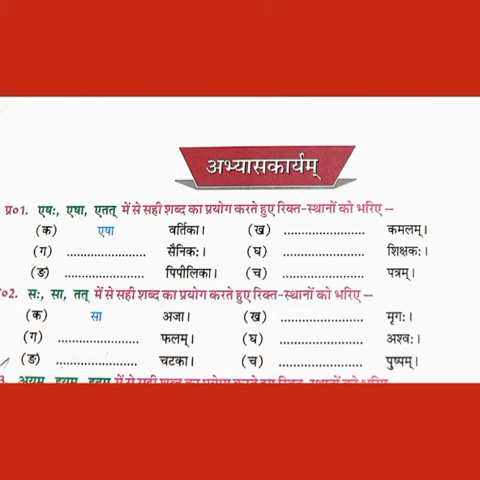 अभ्यासकार्यम्
प्र०1. एषः, एषा, एतत् में से सही शब्द का प्रयोग करते हुए रिक्त-स्थानों को भरिए –
(क) एषा वर्तिका। (ख) ........................ कमलम्।
(ग) ........................ सैनिकः। (घ) ........................ शिक्षकः।
(ङ) ........................ पिपीलिका। (च) ........................ पत्रम्।
०2. सः, सा, तत् में से सही शब्द का प्रयोग करते हुए रिक्त-स्थानों को भरिए –
(क) सा अजा। (ख) ........................ मृगः।
(ग) ........................ फलम्। (घ) ........................ अश्वः।
(ङ) ........................ चटका। (च) ........................ पुष्पम्।